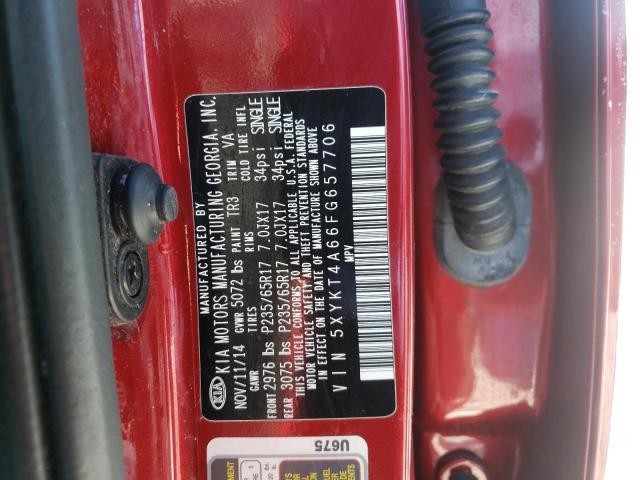 MANUFACTURED BY
KIA KIA MOTORS MANUFACTURING GEORGIA, INC.
NOV/11/14 GVWR 5072 lbs PAINT TR3 TRIM VA
GAWR TIRES RIMS COLD TIRE INFL
FRONT 2976 lbs P235/65R17 7.0JX17 34psi SINGLE
REAR 3075 lbs P235/65R17 7.0JX17 34psi SINGLE
THIS VEHICLE CONFORMS TO ALL APPLICABLE U.S.A. FEDERAL
MOTOR VEHICLE SAFETY AND THEFT PREVENTION STANDARDS
IN EFFECT ON THE DATE OF MANUFACTURE SHOWN ABOVE
VIN 5XYKT4A66FG657706
MPV
U675